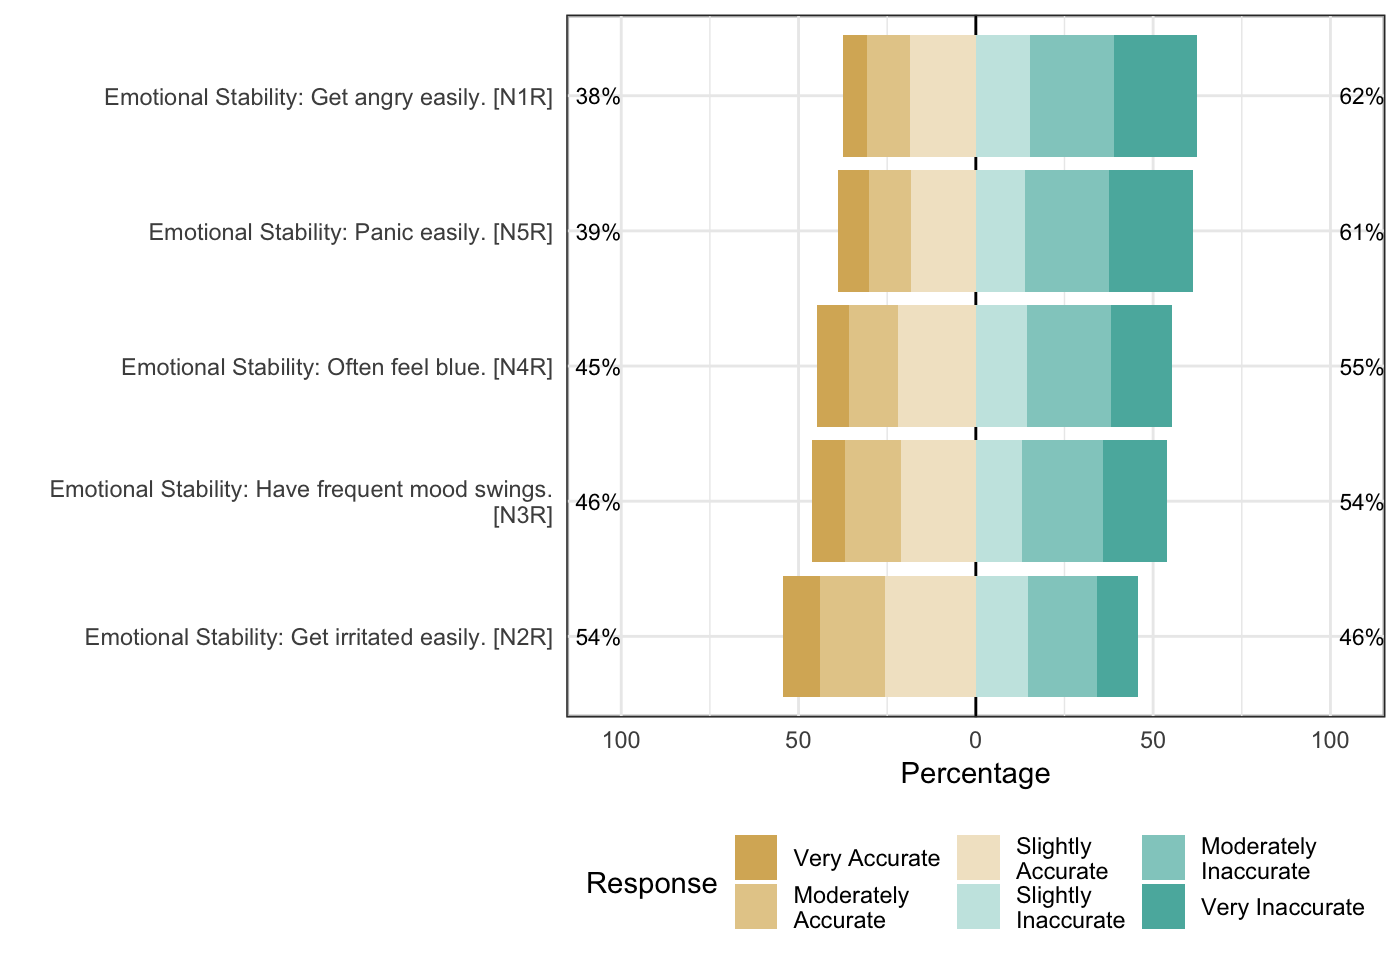 Emotional Stability: Get angry easily. [N1R] 38% 62%
Emotional Stability: Panic easily. [N5R] 39% 61%
Emotional Stability: Often feel blue. [N4R] 45% 55%
Emotional Stability: Have frequent mood swings.
[N3R] 46% 54%
Emotional Stability: Get irritated easily. [N2R] 54% 46%
100 50 0 50 100
Percentage
Response
Very Accurate
Moderately
Accurate
Slightly
Accurate
Slightly
Inaccurate
Moderately
Inaccurate
Very Inaccurate